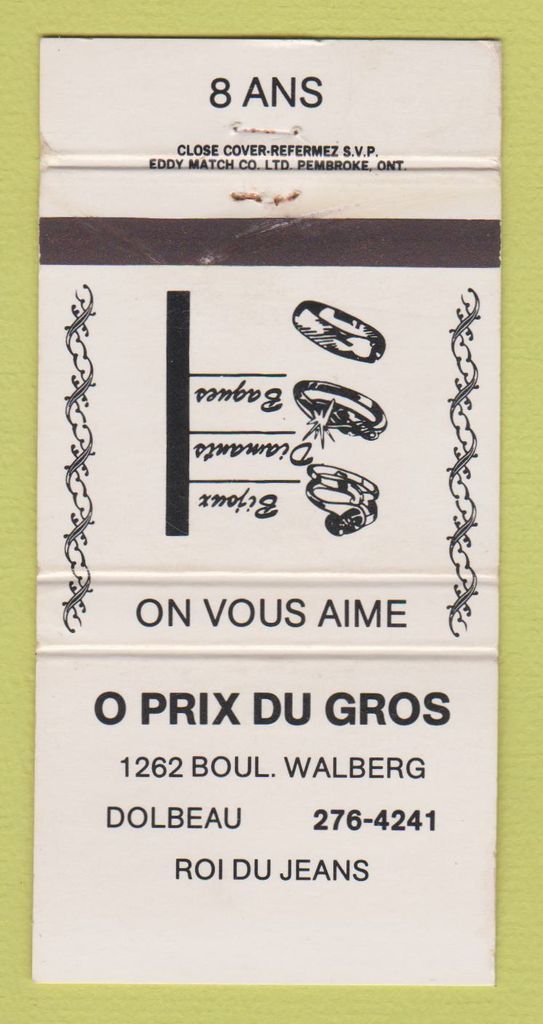 8 ANS
CLOSE COVER-REFERMEZ S.V.P.
EDDY MATCH CO. LTD. PEMBROKE, ONT.
Bijoux
Diamants
Bagues
ON VOUS AIME
O PRIX DU GROS
1262 BOUL. WALBERG
DOLBEAU 276-4241
ROI DU JEANS